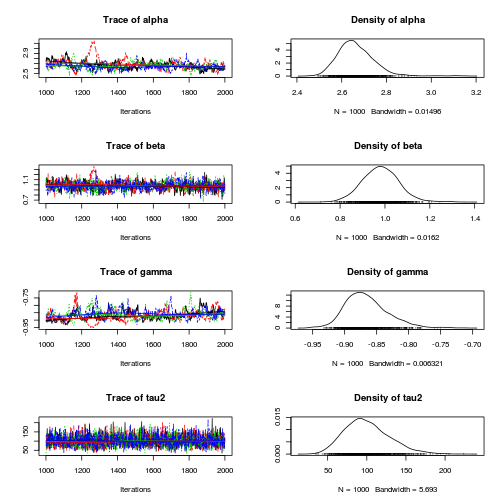 Trace of alpha
2.5 2.9
1000 1200 1400 1600 1800 2000
Iterations
Density of alpha
0 2 4
2.4 2.6 2.8 3.0 3.2
N = 1000 Bandwidth = 0.01496
Trace of beta
0.7 1.1
1000 1200 1400 1600 1800 2000
Iterations
Density of beta
0 2 4
0.6 0.8 1.0 1.2 1.4
N = 1000 Bandwidth = 0.0162
Trace of gamma
-0.95 -0.75
1000 1200 1400 1600 1800 2000
Iterations
Density of gamma
0 4 8
-0.95 -0.90 -0.85 -0.80 -0.75 -0.70
N = 1000 Bandwidth = 0.006321
Trace of tau2
50 150
1000 1200 1400 1600 1800 2000
Iterations
Density of tau2
0.000 0.015
50 100 150 200
N = 1000 Bandwidth = 5.693